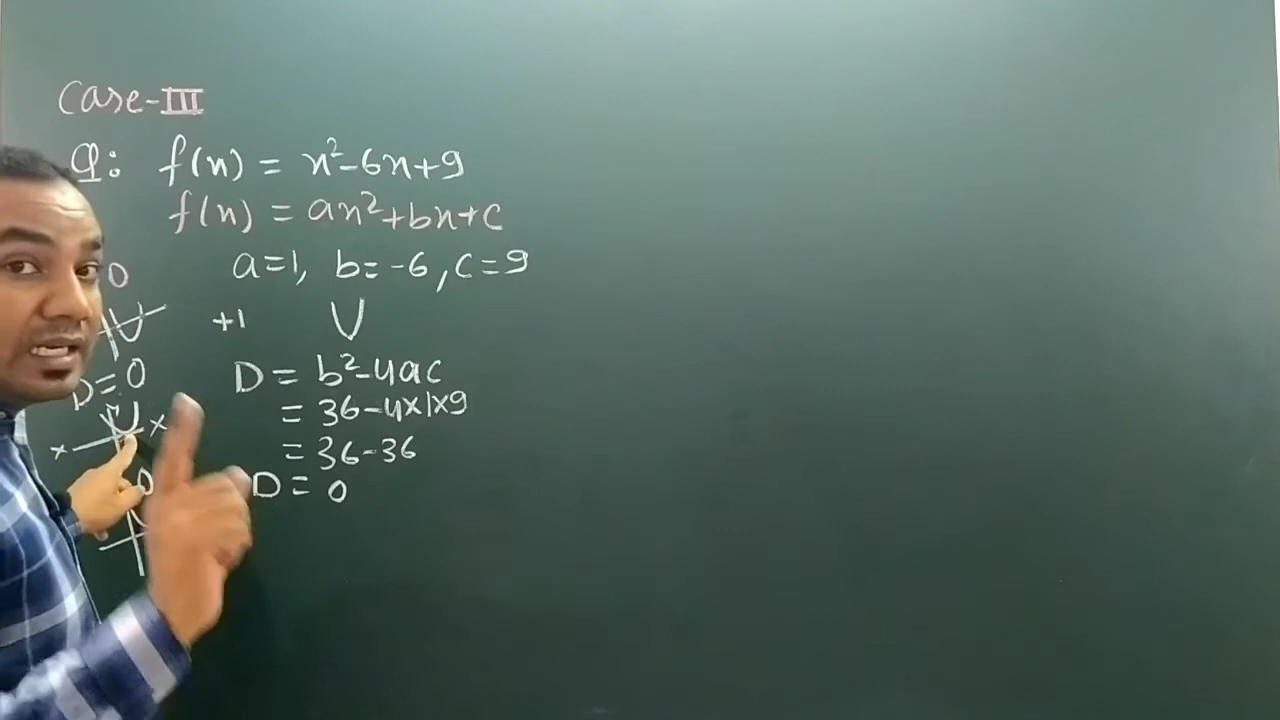 Case-III
Q: f(x) = x²-6x+9
f(x) = ax²+bx+c
a=1, b=-6, c=9
+1
D = b²-4ac
= 36-4×1×9
= 36-36
D = 0
0
D=0
x x